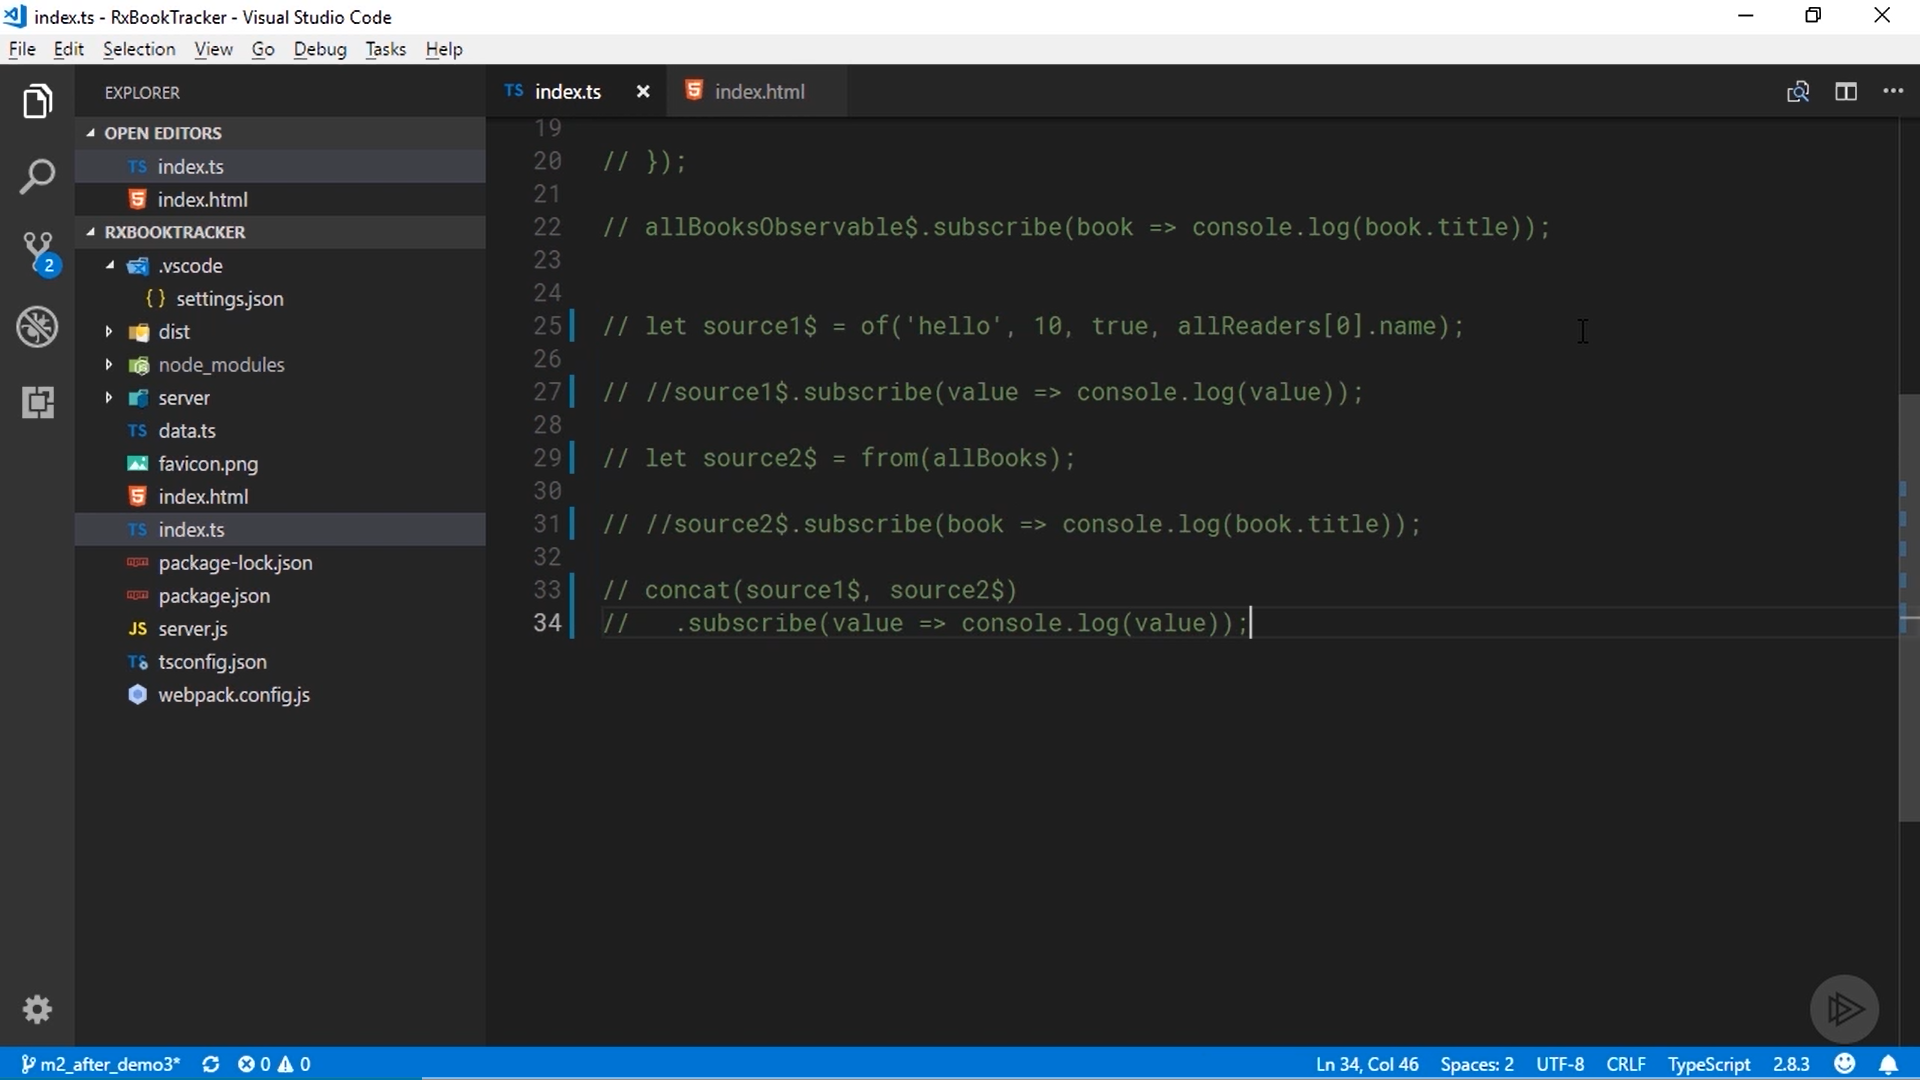 index.ts - RxBookTracker - Visual Studio Code
File Edit Selection View Go Debug Tasks Help
EXPLORER
OPEN EDITORS
TS index.ts
index.html
RXBOOKTRACKER
.vscode
{ } settings.json
dist
node_modules
server
TS data.ts
favicon.png
index.html
TS index.ts
package-lock.json
package.json
JS server.js
tsconfig.json
webpack.config.js
2
TS index.ts × index.html
19
20 // });
21
22 // allBooksObservable$.subscribe(book => console.log(book.title));
23
24
25 // let source1$ = of('hello', 10, true, allReaders[0].name);
26
27 // //source1$.subscribe(value => console.log(value));
28
29 // let source2$ = from(allBooks);
30
31 // //source2$.subscribe(book => console.log(book.title));
32
33 // concat(source1$, source2$)
34 //   .subscribe(value => console.log(value));
m2_after_demo3* 0 0 Ln 34, Col 46 Spaces: 2 UTF-8 CRLF TypeScript 2.8.3